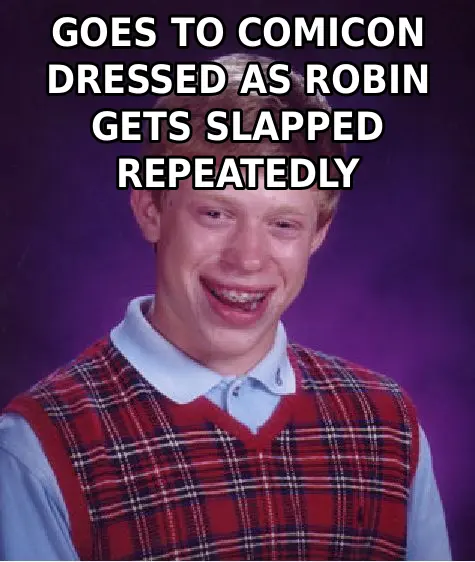 GOES TO COMICON
DRESSED AS ROBIN
GETS SLAPPED
REPEATEDLY